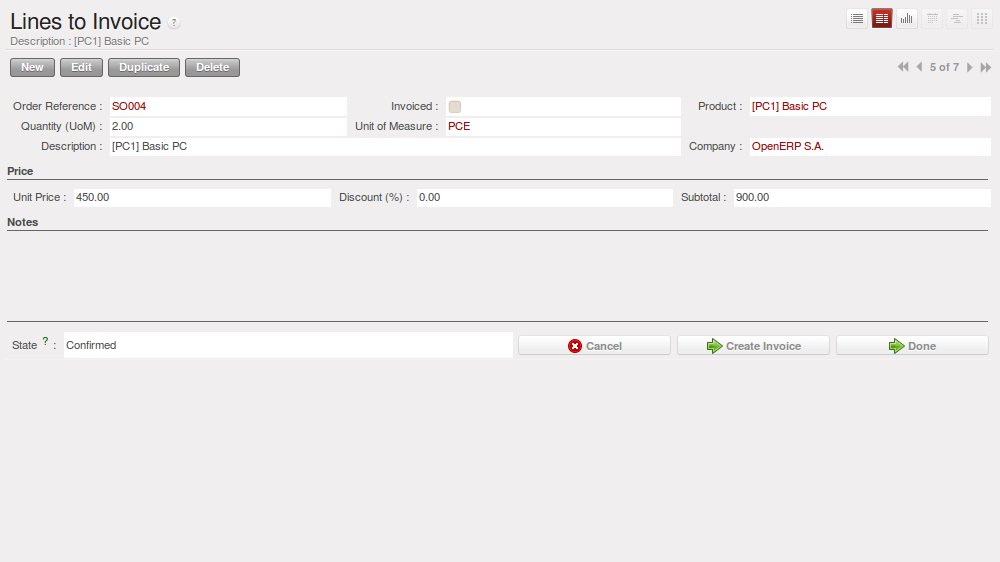 Lines to Invoice ?
Description : [PC1] Basic PC
New Edit Duplicate Delete 5 of 7
Order Reference : SO004 Invoiced : Product : [PC1] Basic PC
Quantity (UoM) : 2.00 Unit of Measure : PCE
Description : [PC1] Basic PC Company : OpenERP S.A.
Price
Unit Price : 450.00 Discount (%) : 0.00 Subtotal : 900.00
Notes
State ? : Confirmed Cancel Create Invoice Done